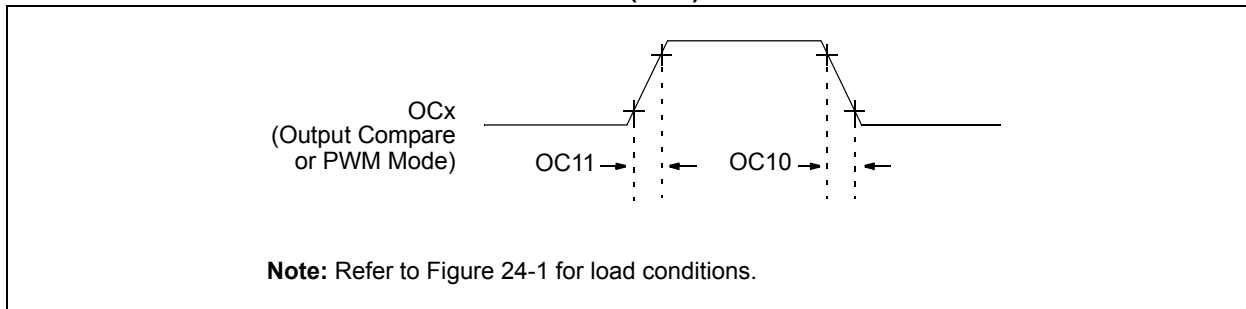 OCx
(Output Compare
or PWM Mode)
OC11
OC10
Note: Refer to Figure 24-1 for load conditions.